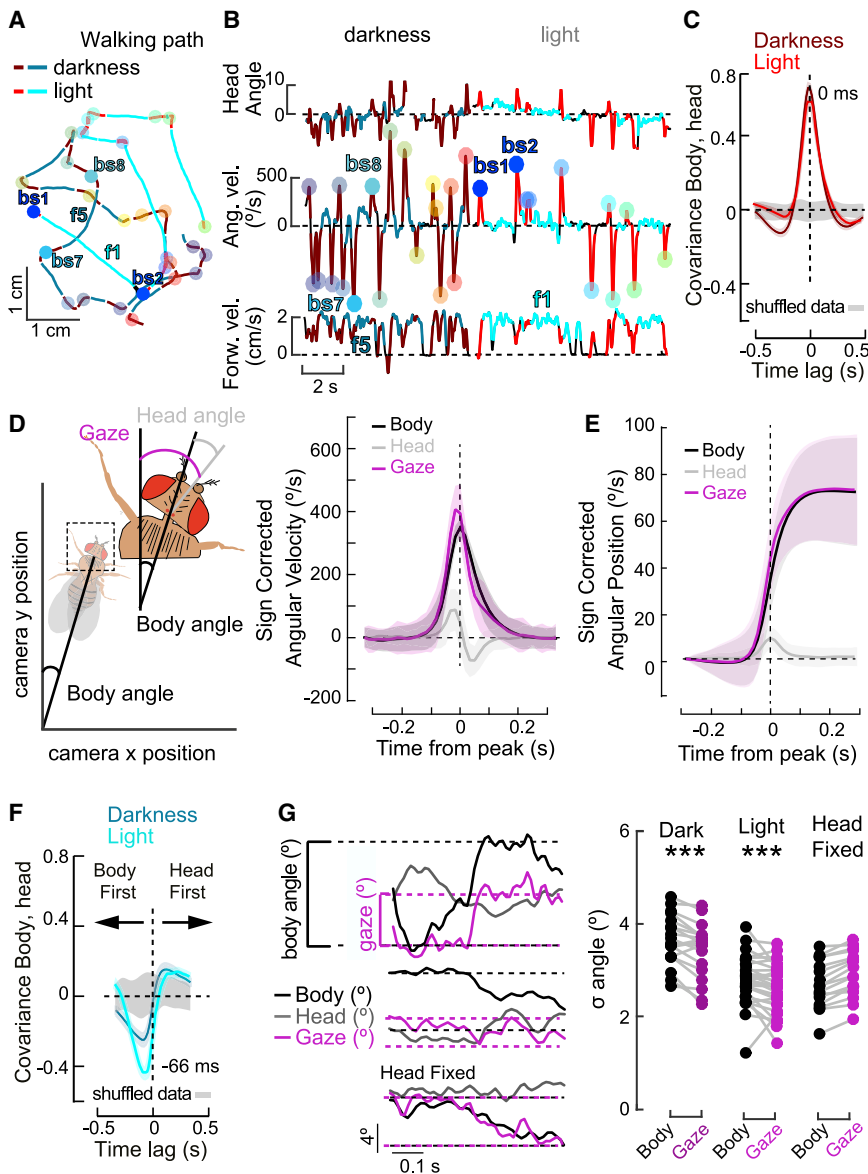 A
Walking path
darkness
light
bs8
bs1
f5
bs7
f1
bs2
1 cm
1 cm
B
darkness
light
Head
Angle
10
0
Ang. vel.
(º/s)
500
0
bs8
bs1
bs2
bs7
f5
f1
Forw. vel.
(cm/s)
2
0
2 s
C
Darkness
Light
0 ms
Covariance Body, head
0.8
0.4
0
-0.4
shuffled data
-0.5
0
0.5
Time lag (s)
D
Head angle
Gaze
Body angle
Body angle
camera y position
camera x position
Sign Corrected
Angular Velocity (º/s)
600
400
200
0
-200
Body
Head
Gaze
-0.2
0
0.2
Time from peak (s)
E
Sign Corrected
Angular Position (º/s)
100
80
60
40
20
0
Body
Head
Gaze
-0.2
0
0.2
Time from peak (s)
F
Darkness
Light
Body
First
Head
First
Covariance Body, head
0.8
0.4
0
-0.4
-66 ms
shuffled data
-0.5
0
0.5
Time lag (s)
G
body angle (º)
gaze (º)
Body (º)
Head (º)
Gaze (º)
Head Fixed
4º
0.1 s
σ angle (º)
6
4
2
0
Dark
Light
Head
Fixed
***
***
Body
Gaze
Body
Gaze
Body
Gaze